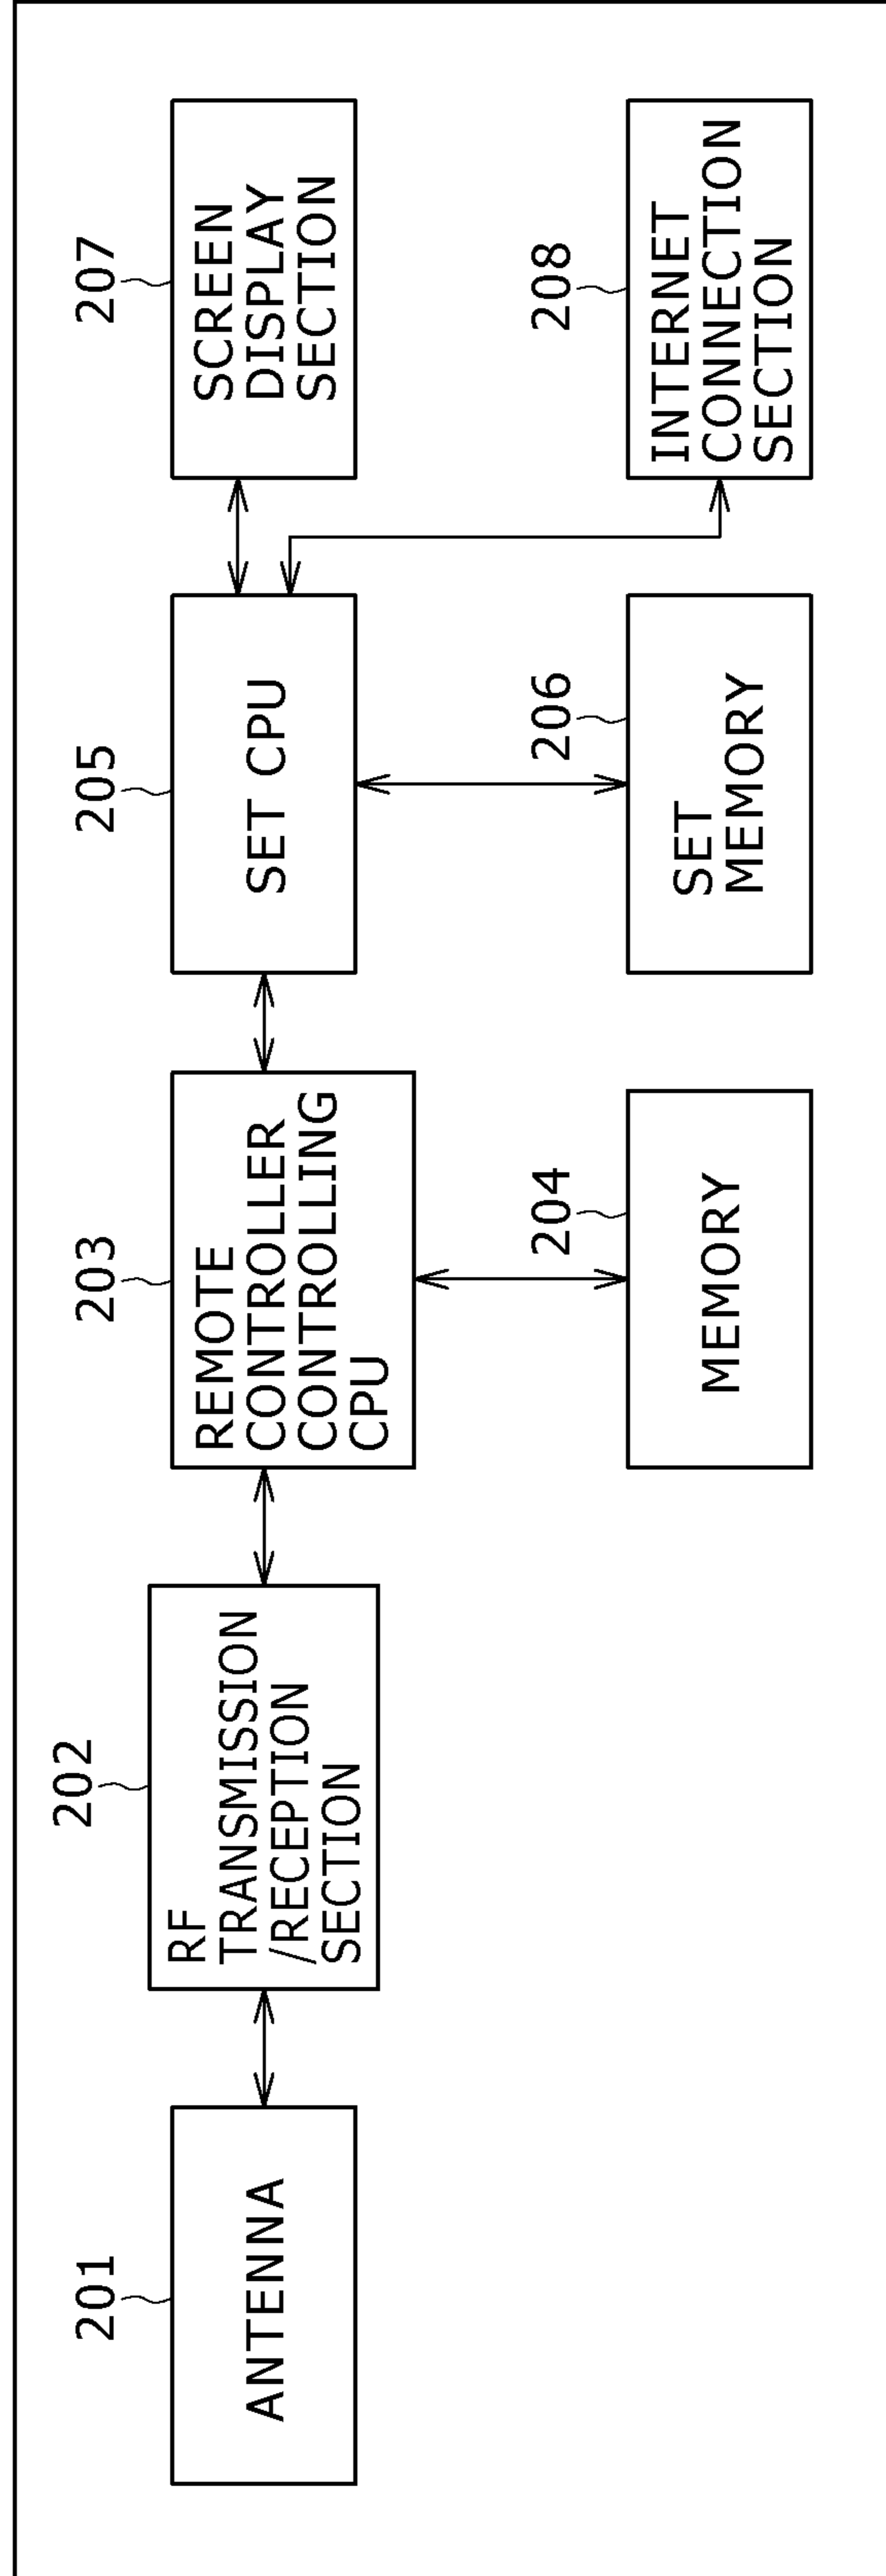 201
ANTENNA
202
RF
TRANSMISSION
/RECEPTION
SECTION
203
REMOTE
CONTROLLER
CONTROLLING
CPU
204
MEMORY
205
SET CPU
206
SET
MEMORY
207
SCREEN
DISPLAY
SECTION
208
INTERNET
CONNECTION
SECTION